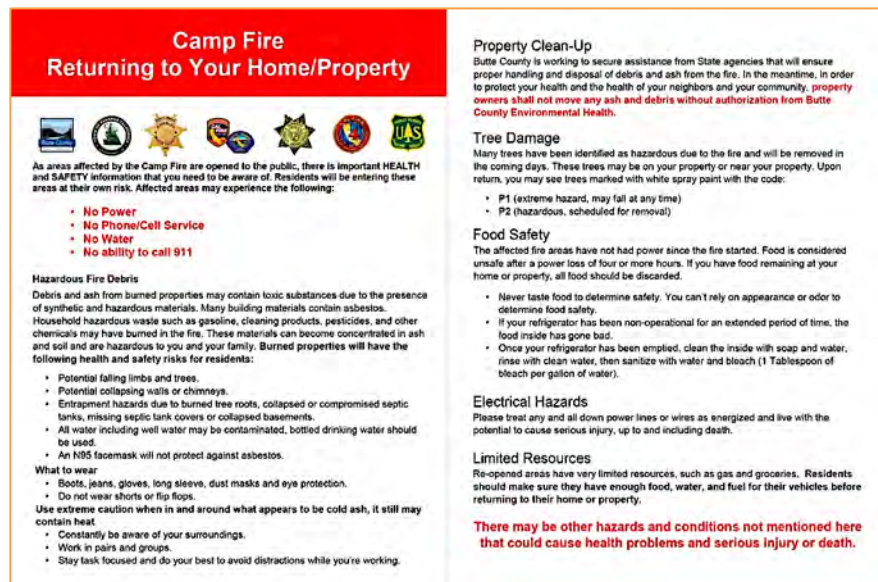 Camp Fire
Returning to Your Home/Property
As areas affected by the Camp Fire are opened to the public, there is important HEALTH
and SAFETY information that you need to be aware of. Residents will be entering these
areas at their own risk. Affected areas may experience the following:
• No Power
• No Phone/Cell Service
• No Water
• No ability to call 911
Hazardous Fire Debris
Debris and ash from burned properties may contain toxic substances due to the presence
of synthetic and hazardous materials. Many building materials contain asbestos.
Household hazardous waste such as gasoline, cleaning products, pesticides, and other
chemicals may have burned in the fire. These materials can become concentrated in ash
and soil and are hazardous to you and your family. Burned properties will have the
following health and safety risks for residents:
• Potential falling limbs and trees.
• Potential collapsing walls or chimneys.
• Entrapment hazards due to burned tree roots, collapsed or compromised septic
tanks, missing septic tank covers or collapsed basements.
• All water including well water may be contaminated, bottled drinking water should
be used.
• An N95 facemask will not protect against asbestos.
What to wear
• Boots, jeans, gloves, long sleeve, dust masks and eye protection.
• Do not wear shorts or flip flops.
Use extreme caution when in and around what appears to be cold ash, it still may
contain heat
• Constantly be aware of your surroundings.
• Work in pairs and groups.
• Stay task focused and do your best to avoid distractions while you're working.
Property Clean-Up
Butte County is working to secure assistance from State agencies that will ensure
proper handling and disposal of debris and ash from the fire. In the meantime, in order
to protect your health and the health of your neighbors and your community, property
owners shall not move any ash and debris without authorization from Butte
County Environmental Health.
Tree Damage
Many trees have been identified as hazardous due to the fire and will be removed in
the coming days. These trees may be on your property or near your property. Upon
return, you may see trees marked with white spray paint with the code:
• P1 (extreme hazard, may fall at any time)
• P2 (hazardous, scheduled for removal)
Food Safety
The affected fire areas have not had power since the fire started. Food is considered
unsafe after a power loss of four or more hours. If you have food remaining at your
home or property, all food should be discarded.
• Never taste food to determine safety. You can't rely on appearance or odor to
determine food safety.
• If your refrigerator has been non-operational for an extended period of time, the
food inside has gone bad.
• Once your refrigerator has been emptied, clean the inside with soap and water,
rinse with clean water, then sanitize with water and bleach (1 Tablespoon of
bleach per gallon of water).
Electrical Hazards
Please treat any and all down power lines or wires as energized and live with the
potential to cause serious injury, up to and including death.
Limited Resources
Re-opened areas have very limited resources, such as gas and groceries. Residents
should make sure they have enough food, water, and fuel for their vehicles before
returning to their home or property.
There may be other hazards and conditions not mentioned here
that could cause health problems and serious injury or death.